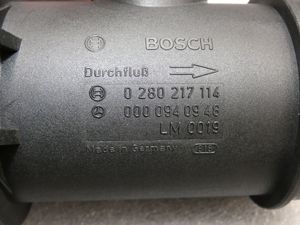 BOSCH
Durchfluß
0 280 217 114
000 094 09 48
LM 0019
Made in Germany